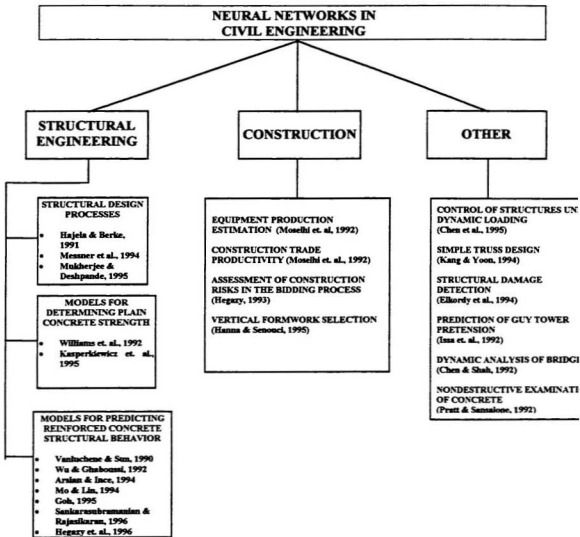 NEURAL NETWORKS IN
CIVIL ENGINEERING
STRUCTURAL
ENGINEERING
STRUCTURAL DESIGN
PROCESSES
• Hajela & Berke,
1991
• Messner et al., 1994
• Mukherjee &
Deshpande, 1995
MODELS FOR
DETERMINING PLAIN
CONCRETE STRENGTH
• Williams et. al., 1992
• Kasperkiewicz et. al.,
1995
MODELS FOR PREDICTING
REINFORCED CONCRETE
STRUCTURAL BEHAVIOR
• Vanluchene & Sun, 1990
• Wu & Ghaboussi, 1992
• Arslan & Ince, 1994
• Mo & Lin, 1994
• Goh, 1995
• Sankarasubramanian &
Rajasikaran, 1996
• Hegazy et. al., 1996
CONSTRUCTION
EQUIPMENT PRODUCTION
ESTIMATION (Moselhi et. al, 1992)
CONSTRUCTION TRADE
PRODUCTIVITY (Moselhi et. al., 1992)
ASSESSMENT OF CONSTRUCTION
RISKS IN THE BIDDING PROCESS
(Hegazy, 1993)
VERTICAL FORMWORK SELECTION
(Hanna & Senouci, 1995)
OTHER
CONTROL OF STRUCTURES UN
DYNAMIC LOADING
(Chen et al., 1995)
SIMPLE TRUSS DESIGN
(Kang & Yoon, 1994)
STRUCTURAL DAMAGE
DETECTION
(Elkordy et al., 1994)
PREDICTION OF GUY TOWER
PRETENSION
(Issa et. al., 1992)
DYNAMIC ANALYSIS OF BRIDGE
(Chen & Shah, 1992)
NONDESTRUCTIVE EXAMINATI
OF CONCRETE
(Pratt & Sansalone, 1992)